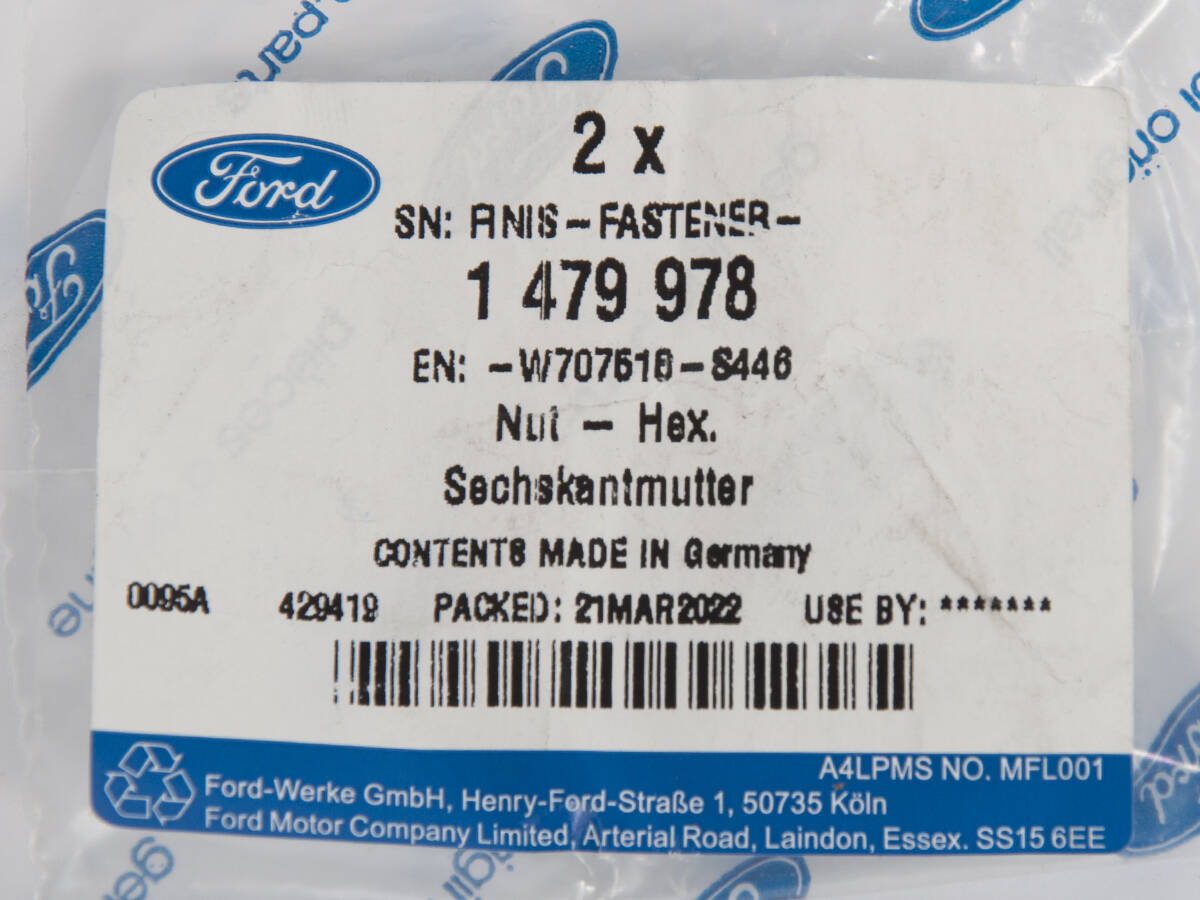 2 x
Ford
SN: FINIS-FASTENER-
1 479 978
EN: -W707516-S446
Nut - Hex.
Sechskantmutter
CONTENTS MADE IN Germany
0095A 429419 PACKED: 21MAR2022 USE BY: *******
A4LPMS NO. MFL001
Ford-Werke GmbH, Henry-Ford-Straße 1, 50735 Köln
Ford Motor Company Limited, Arterial Road, Laindon, Essex. SS15 6EE